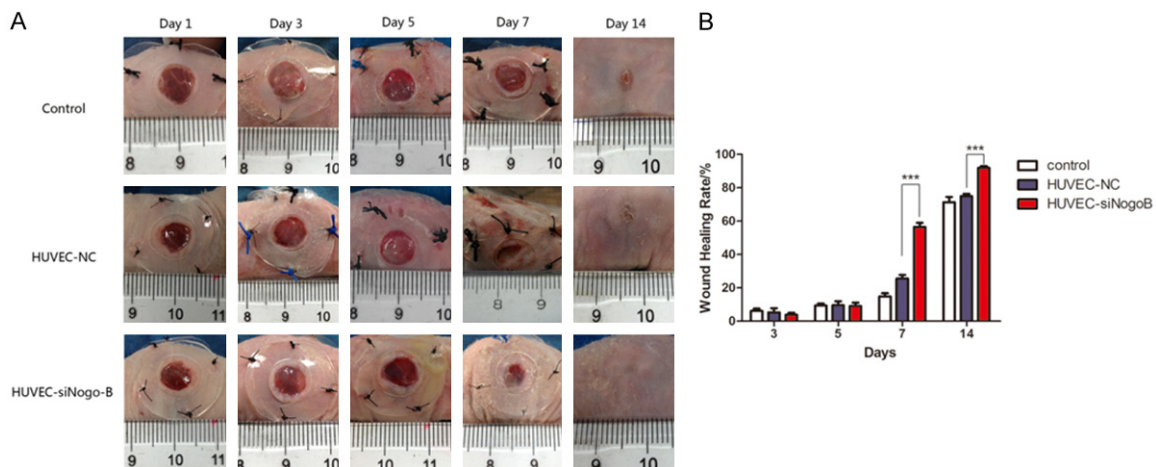 A
Day 1 Day 3 Day 5 Day 7 Day 14
Control
8 9 1
8 9 10
8 9 10
8 9 10
9 10
HUVEC-NC
9 10 11
8 9 10
8 9 10
8 9
9 10
HUVEC-siNogo-B
9 10 11
8 9 10
10 11
8 9
9 10
B
Wound Healing Rate/%
100
80
60
40
20
0
3 5 7 14
Days
***
***
control
HUVEC-NC
HUVEC-siNogoB